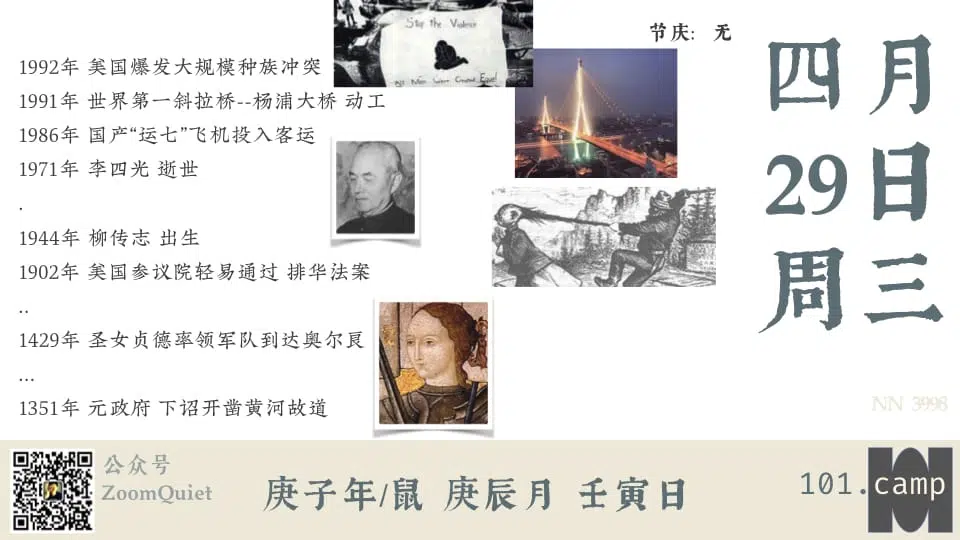 Stop the Violence
节庆: 无
1992年 美国爆发大规模种族冲突
1991年 世界第一斜拉桥--杨浦大桥 动工
1986年 国产“运七”飞机投入客运
1971年 李四光 逝世
.
1944年 柳传志 出生
1902年 美国参议院轻易通过 排华法案
..
1429年 圣女贞德率领军队到达奥尔良
...
1351年 元政府 下诏开凿黄河故道
四月
29日
周三
NN 3998
公众号
ZoomQuiet
庚子年/鼠 庚辰月 壬寅日
101.camp